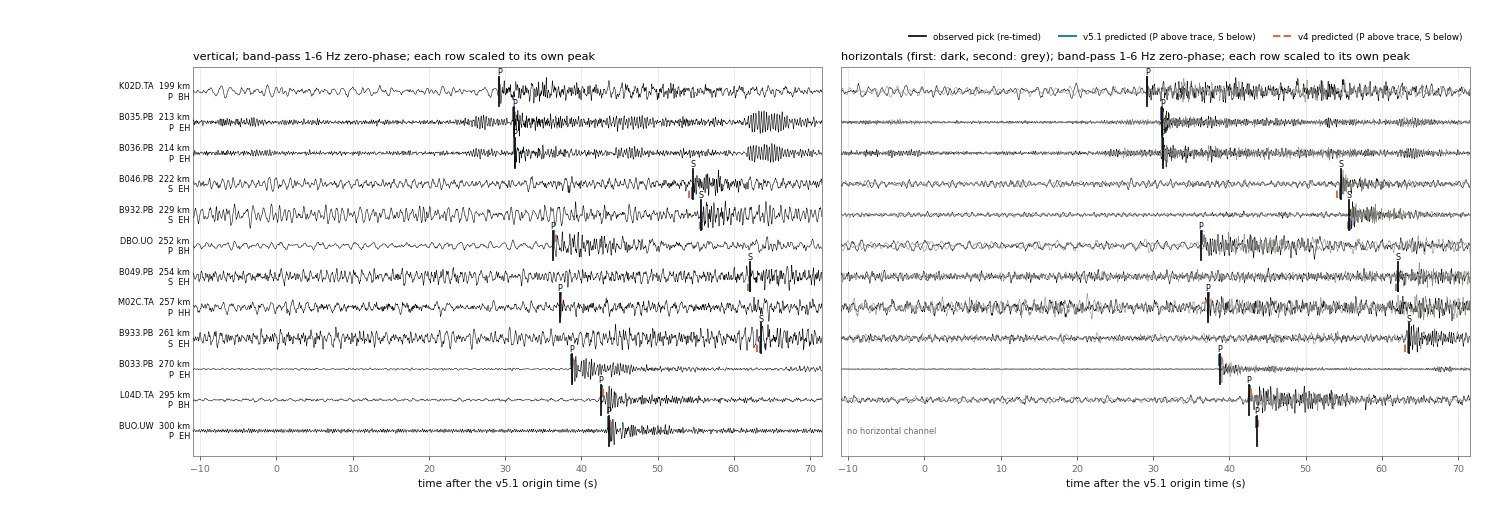 observed pick (re-timed) v5.1 predicted (P above trace, S below) v4 predicted (P above trace, S below)
vertical; band-pass 1-6 Hz zero-phase; each row scaled to its own peak
horizontals (first: dark, second: grey); band-pass 1-6 Hz zero-phase; each row scaled to its own peak
K02D.TA 199 km
P BH
B035.PB 213 km
P EH
B036.PB 214 km
P EH
B046.PB 222 km
S EH
B932.PB 229 km
S EH
DBO.UO 252 km
P BH
B049.PB 254 km
S EH
M02C.TA 257 km
P HH
B933.PB 261 km
S EH
B033.PB 270 km
P EH
L04D.TA 295 km
P BH
BUO.UW 300 km
P EH
P
P
S
S
P
S
P
S
P
P
P
P
S
S
P
S
P
S
P
P
no horizontal channel
−10 0 10 20 30 40 50 60 70
−10 0 10 20 30 40 50 60 70
time after the v5.1 origin time (s)
time after the v5.1 origin time (s)